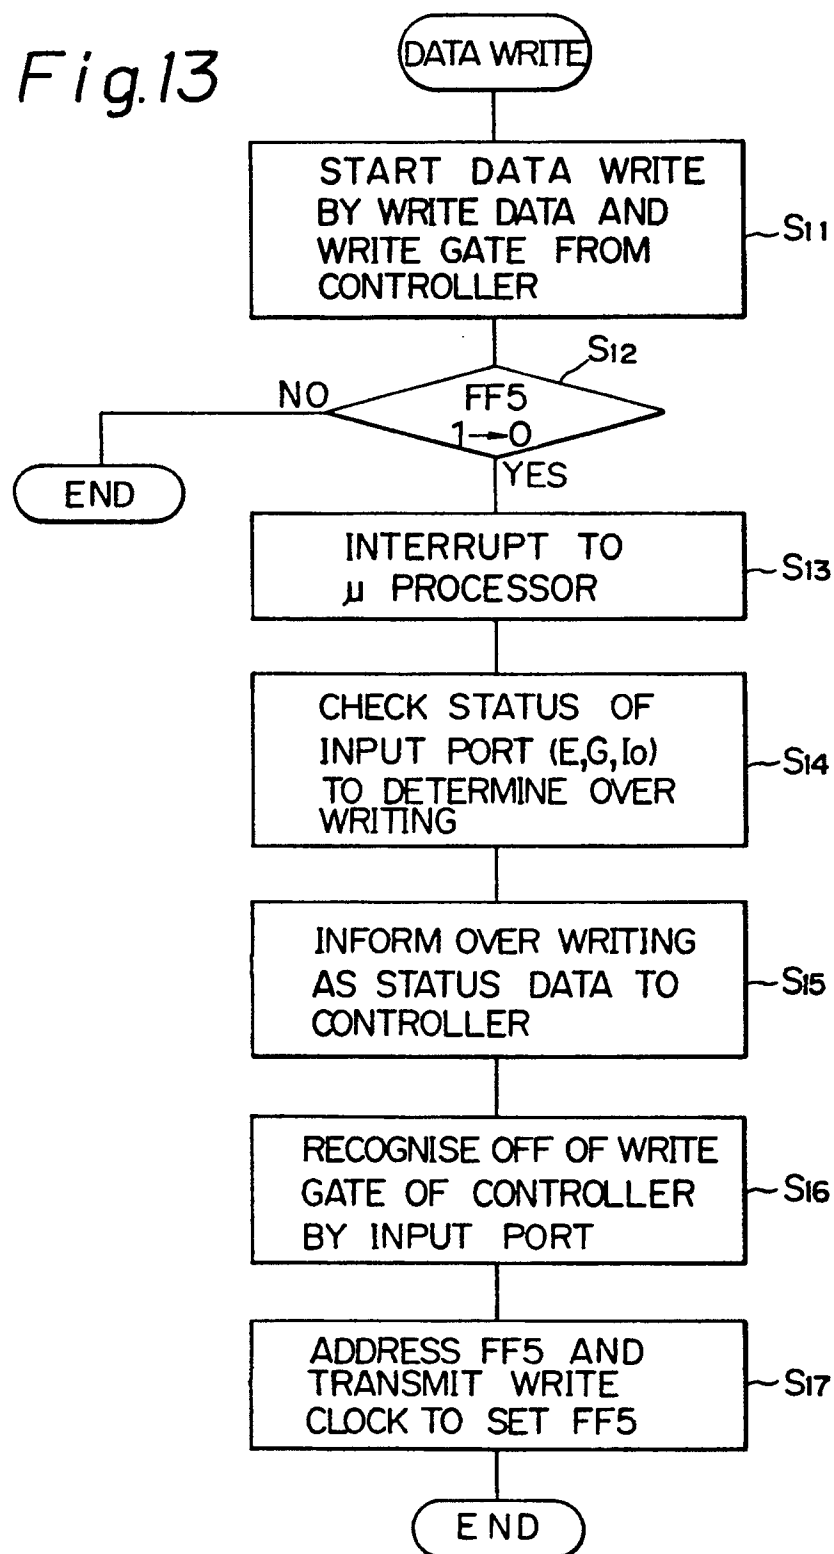 Fig.13
DATA WRITE
START DATA WRITE
BY WRITE DATA AND
WRITE GATE FROM
CONTROLLER
S11
S12
NO
FF5
1→0
YES
END
INTERRUPT TO
μ PROCESSOR
S13
CHECK STATUS OF
INPUT PORT (E,G,Io)
TO DETERMINE OVER
WRITING
S14
INFORM OVER WRITING
AS STATUS DATA TO
CONTROLLER
S15
RECOGNISE OFF OF WRITE
GATE OF CONTROLLER
BY INPUT PORT
S16
ADDRESS FF5 AND
TRANSMIT WRITE
CLOCK TO SET FF5
S17
END